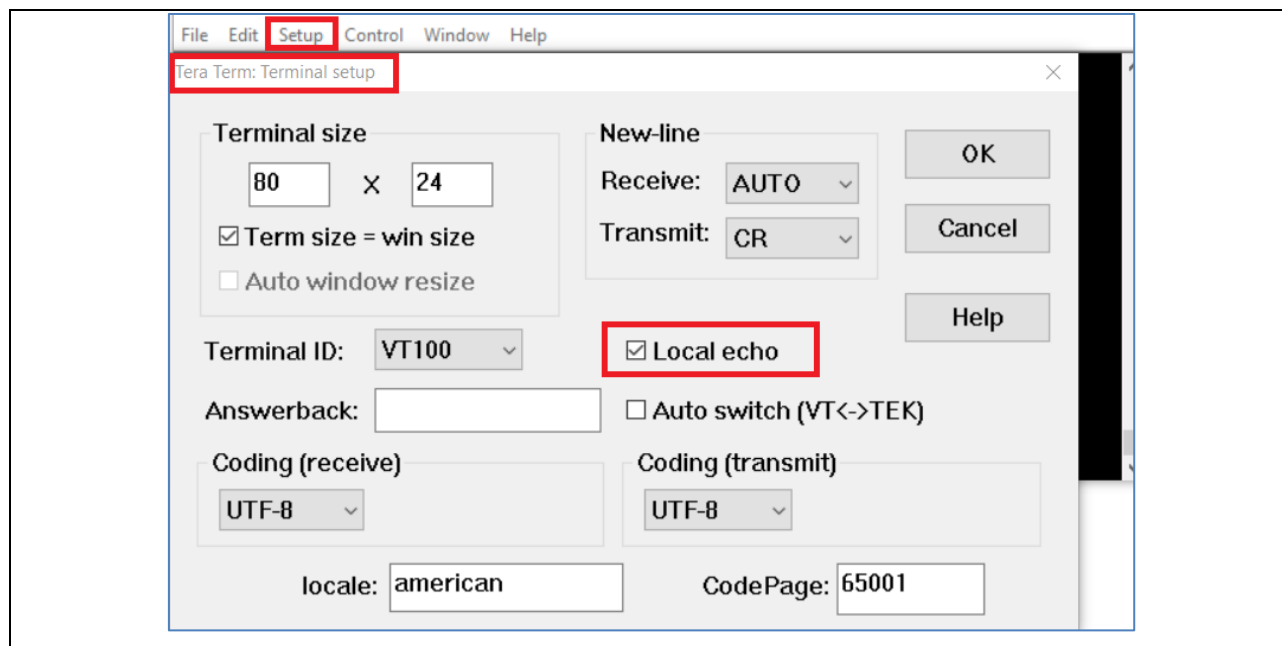 File Edit Setup Control Window Help
Tera Term: Terminal setup
Terminal size
80 X 24
Term size = win size
Auto window resize
New-line
Receive: AUTO
Transmit: CR
OK
Cancel
Help
Terminal ID: VT100
Local echo
Answerback:
Auto switch (VT<->TEK)
Coding (receive)
UTF-8
Coding (transmit)
UTF-8
locale: american
CodePage: 65001